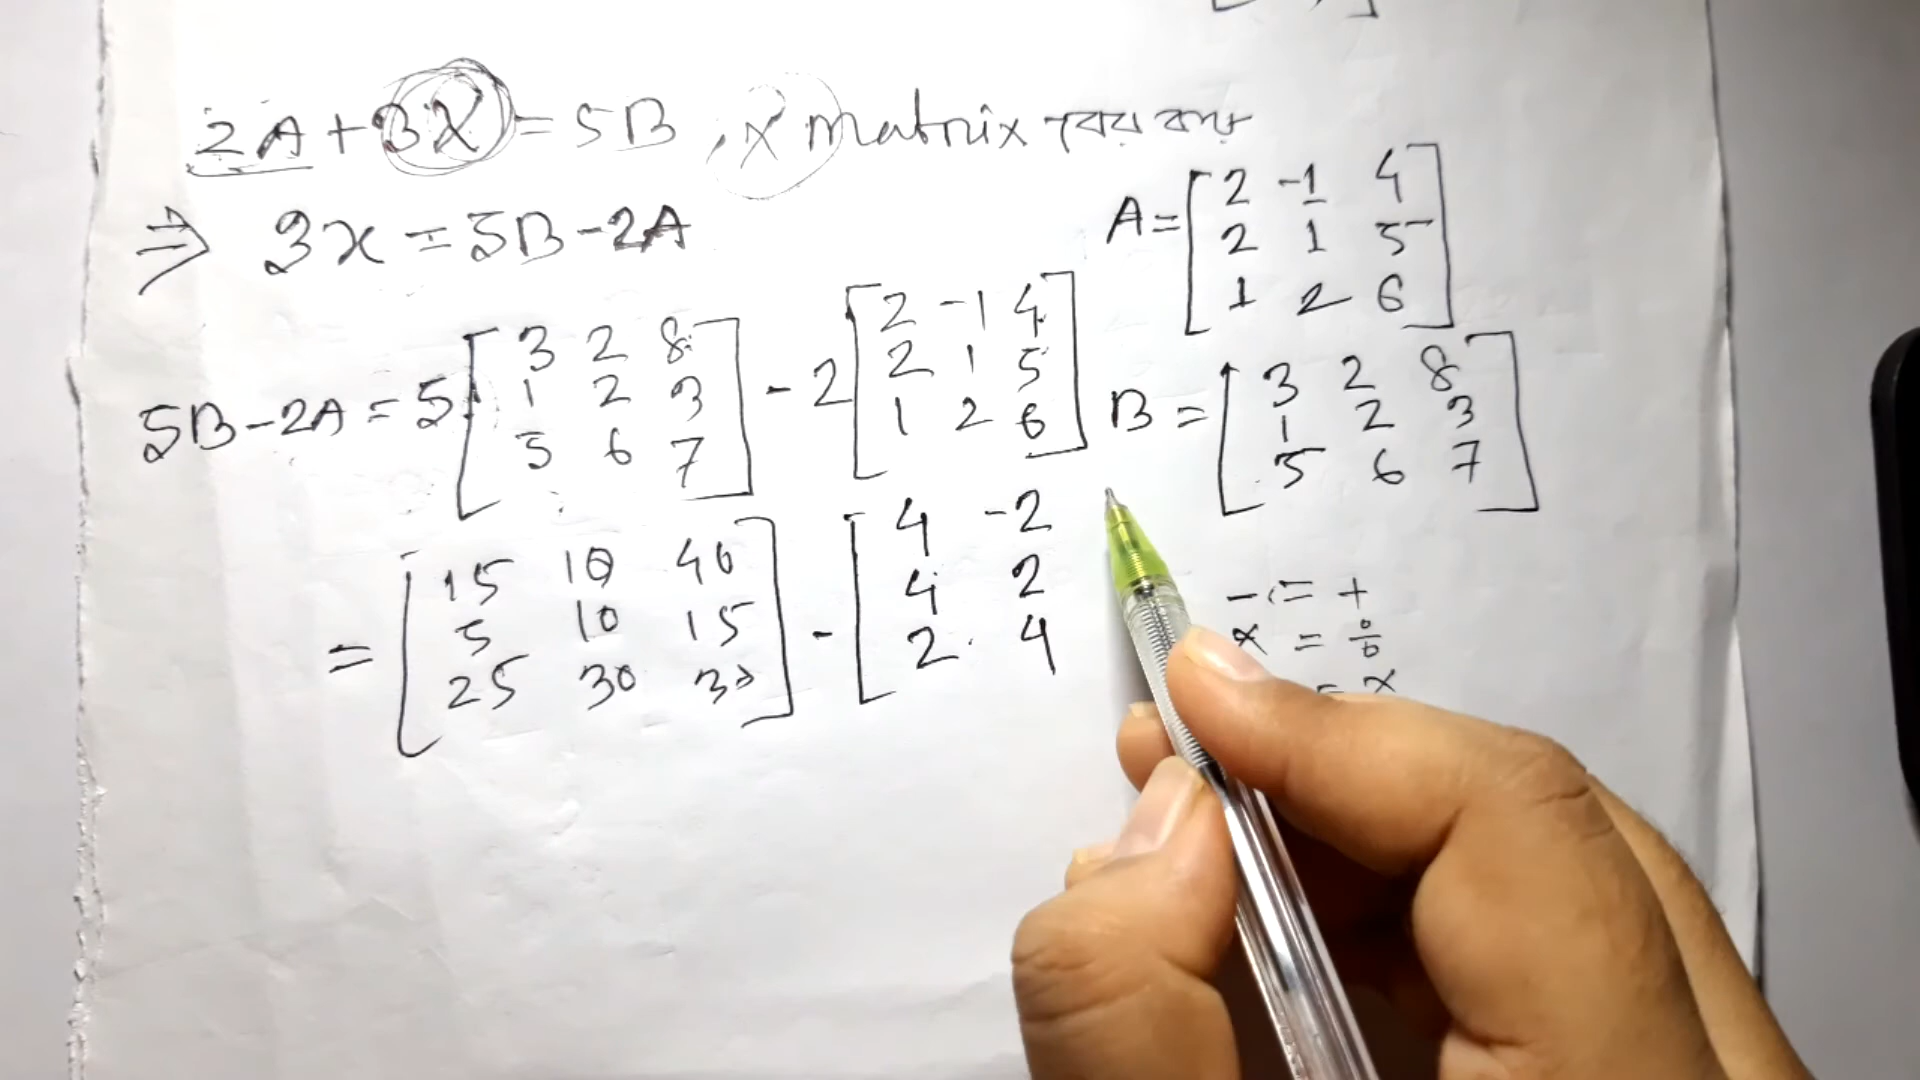 2A + 3X = 5B, X matrix বের কর
⇒ 3x = 5B - 2A
A = [2 -1 4
2 1 5
1 2 6]
B = [3 2 8
1 2 3
5 6 7]
5B - 2A = 5 [3 2 8
1 2 3
5 6 7] - 2 [2 -1 4
2 1 5
1 2 6]
= [15 10 40
5 10 15
25 30 35] - [4 -2
4 2
2 4]
- = +
× = ÷
= ×